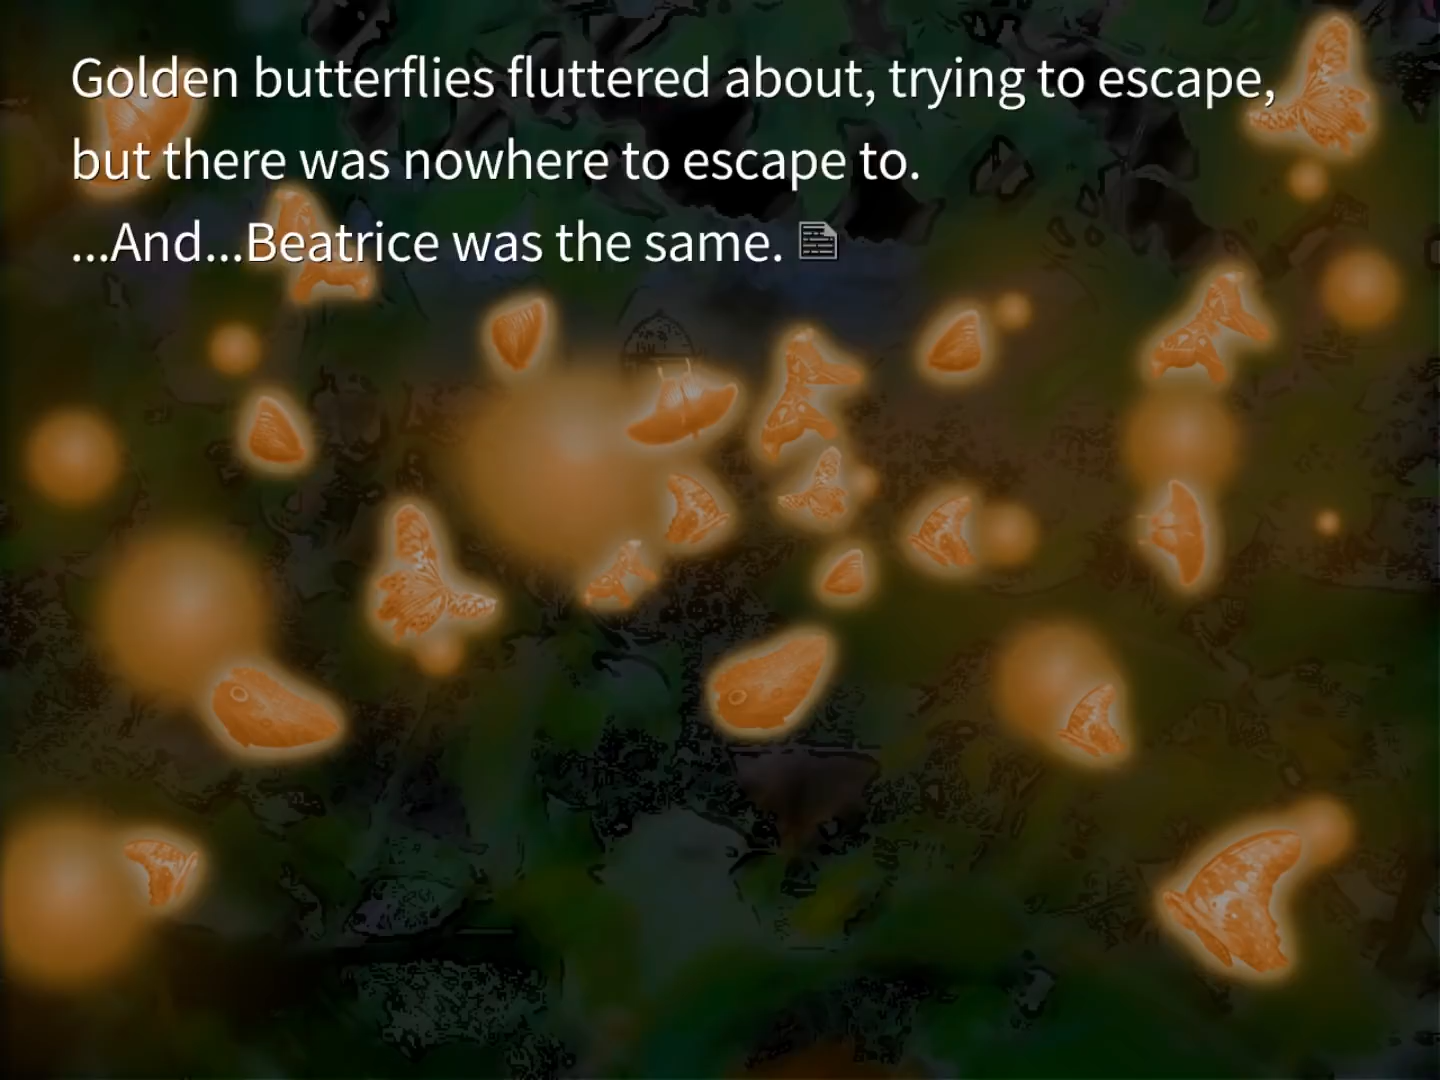 Golden butterflies fluttered about, trying to escape,
but there was nowhere to escape to.
...And...Beatrice was the same.